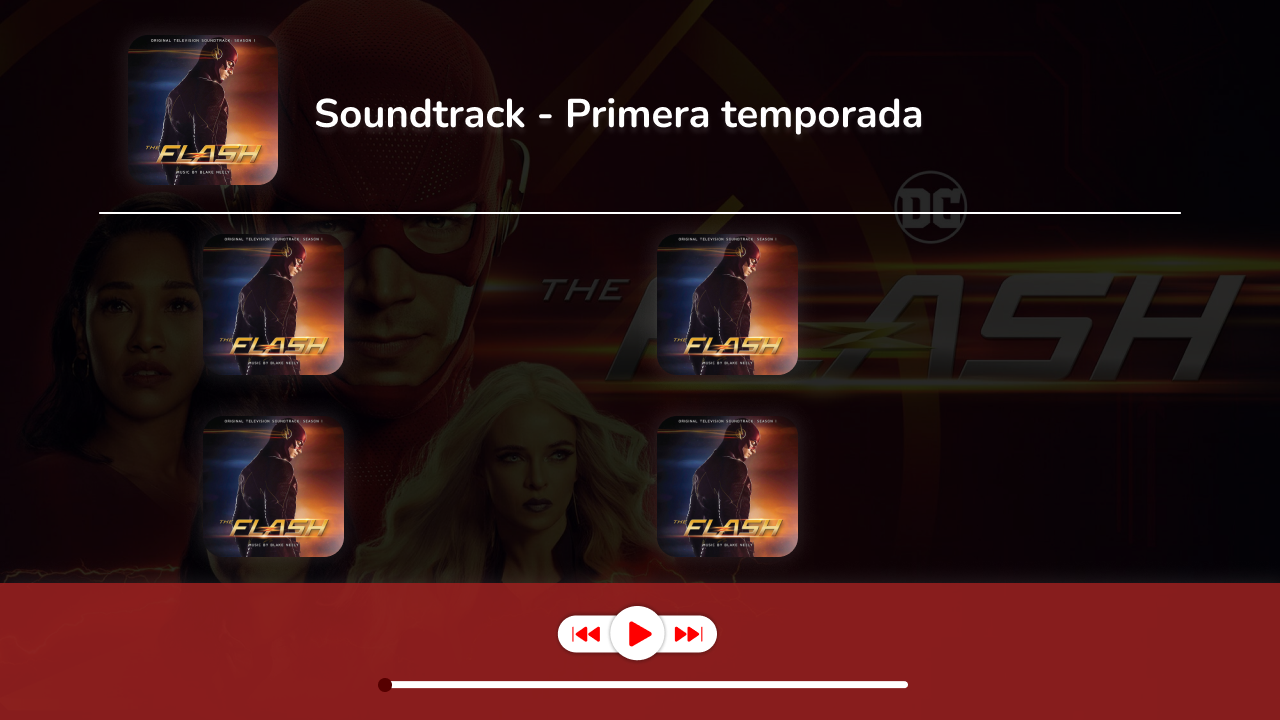 ORIGINAL TELEVISION SOUNDTRACK SEASON 1
THE FLASH
MUSIC BY BLAKE NEELY
Soundtrack - Primera temporada
DC
THE FLASH
ORIGINAL TELEVISION SOUNDTRACK SEASON 1
THE FLASH
MUSIC BY BLAKE NEELY
ORIGINAL TELEVISION SOUNDTRACK SEASON 1
THE FLASH
MUSIC BY BLAKE NEELY
ORIGINAL TELEVISION SOUNDTRACK SEASON 1
THE FLASH
MUSIC BY BLAKE NEELY
ORIGINAL TELEVISION SOUNDTRACK SEASON 1
THE FLASH
MUSIC BY BLAKE NEELY